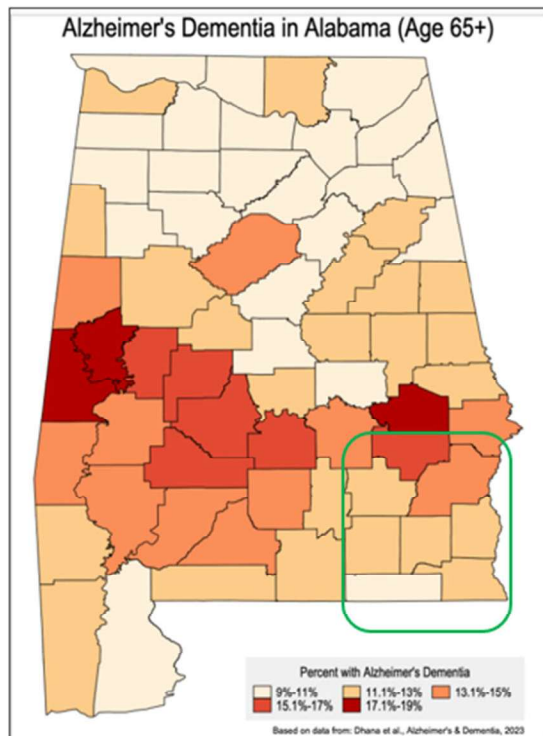 Alzheimer's Dementia in Alabama (Age 65+)
Percent with Alzheimer's Dementia
9%-11% 11.1%-13% 13.1%-15%
15.1%-17% 17.1%-19%
Based on data from: Dhana et al., Alzheimer's & Dementia, 2023